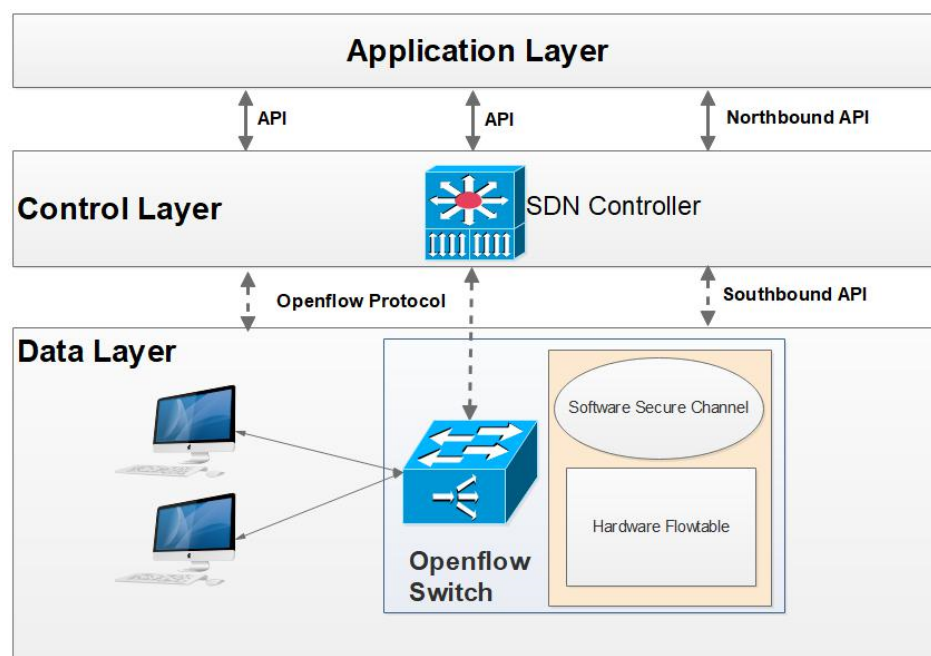 Application Layer
API
API
Northbound API
Control Layer
SDN Controller
Openflow Protocol
Southbound API
Data Layer
Software Secure Channel
Hardware Flowtable
Openflow
Switch